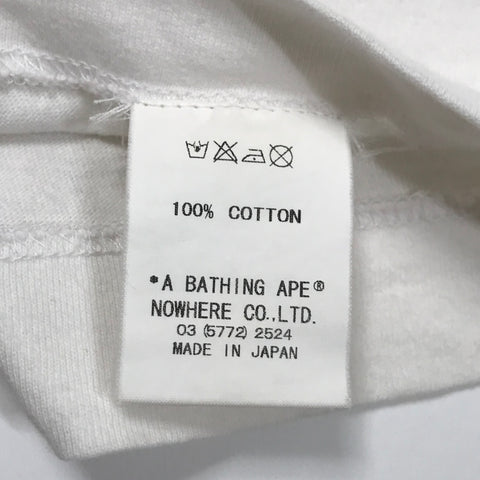 100% COTTON
*A BATHING APE®
NOWHERE CO.,LTD.
03 (5772) 2524
MADE IN JAPAN